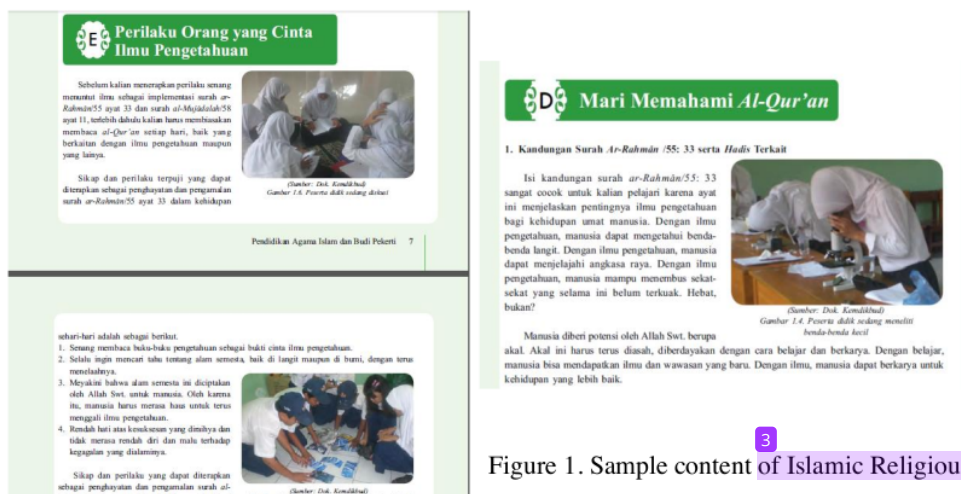 E Perilaku Orang yang Cinta
Ilmu Pengetahuan
Sebelum kalian menerapkan perilaku senang
menuntut ilmu sebagai implementasi surah ar-
Rahmān/55 ayat 33 dan surah al-Mujādalah/58
ayat 11, terlebih dahulu kalian harus membiasakan
membaca al-Qur'an setiap hari, baik yang
berkaitan dengan ilmu pengetahuan maupun
yang lainya.
Sikap dan perilaku terpuji yang dapat
diterapkan sebagai penghayatan dan pengamalan
surah ar-Rahmān/55 ayat 33 dalam kehidupan
(Sumber: Dok. Kemdikbud)
Gambar 1.6. Peserta didik sedang diskusi
Pendidikan Agama Islam dan Budi Pekerti 7
sehari-hari adalah sebagai berikut.
1. Senang membaca buku-buku pengetahuan sebagai bukti cinta ilmu pengetahuan.
2. Selalu ingin mencari tahu tentang alam semesta, baik di langit maupun di bumi, dengan terus
menelaahnya.
3. Meyakini bahwa alam semesta ini diciptakan
oleh Allah Swt. untuk manusia. Oleh karena
itu, manusia harus merasa haus untuk terus
menggali ilmu pengetahuan.
4. Rendah hati atas kesuksesan yang diraihnya dan
tidak merasa rendah diri dan malu terhadap
kegagalan yang dialaminya.
Sikap dan perilaku yang dapat diterapkan
sebagai penghayatan dan pengamalan surah al-
(Sumber: Dok. Kemdikbud)
D Mari Memahami Al-Qur'an
1. Kandungan Surah Ar-Rahmān /55: 33 serta Hadis Terkait
Isi kandungan surah ar-Rahmān/55: 33
sangat cocok untuk kalian pelajari karena ayat
ini menjelaskan pentingnya ilmu pengetahuan
bagi kehidupan umat manusia. Dengan ilmu
pengetahuan, manusia dapat mengetahui benda-
benda langit. Dengan ilmu pengetahuan, manusia
dapat menjelajahi angkasa raya. Dengan ilmu
pengetahuan, manusia mampu menembus sekat-
sekat yang selama ini belum terkuak. Hebat,
bukan?
(Sumber: Dok. Kemdikbud)
Gambar 1.4. Peserta didik sedang meneliti
benda-benda kecil
Manusia diberi potensi oleh Allah Swt. berupa
akal. Akal ini harus terus diasah, diberdayakan dengan cara belajar dan berkarya. Dengan belajar,
manusia bisa mendapatkan ilmu dan wawasan yang baru. Dengan ilmu, manusia dapat berkarya untuk
kehidupan yang lebih baik.
3
Figure 1. Sample content of Islamic Religiou